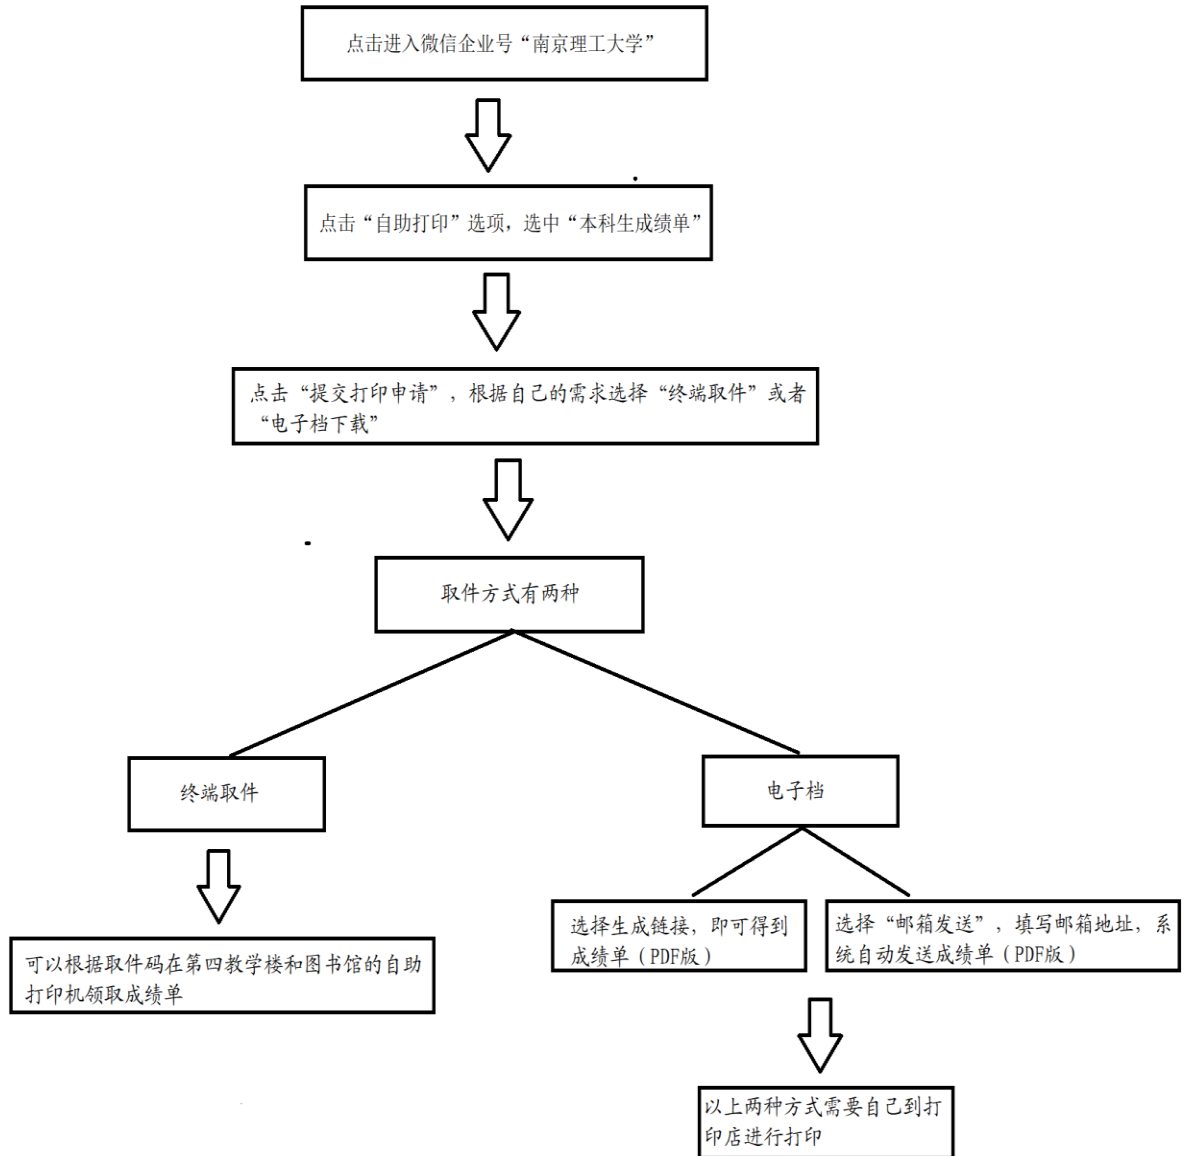 点击进入微信企业号“南京理工大学”
点击“自助打印”选项，选中“本科生成绩单”
点击“提交打印申请”，根据自己的需求选择“终端取件”或者
“电子档下载”
取件方式有两种
终端取件
电子档
可以根据取件码在第四教学楼和图书馆的自助
打印机领取成绩单
选择生成链接，即可得到
成绩单（PDF版）
选择“邮箱发送”，填写邮箱地址，系
统自动发送成绩单（PDF版）
以上两种方式需要自己到打
印店进行打印